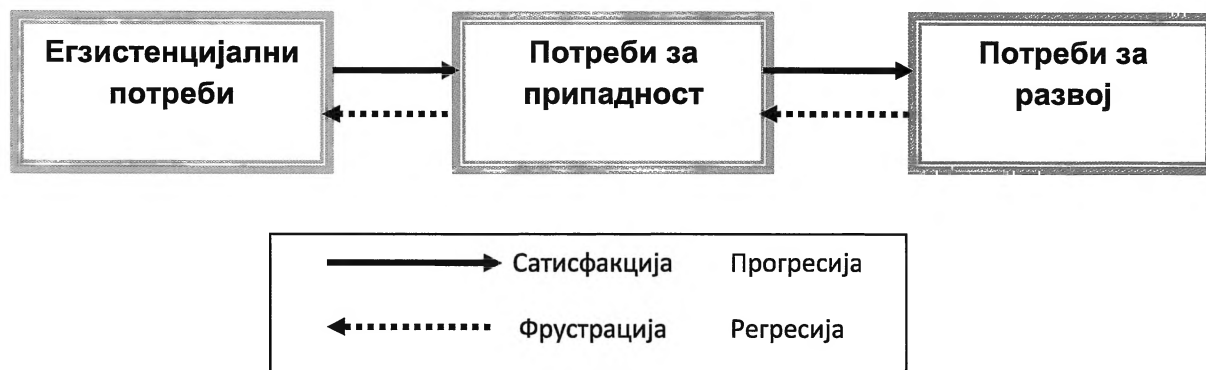 Егзистенцијални
потреби
Потреби за
припадност
Потреби за
развој
Сатисфакција Прогресија
Фрустрација Регресија